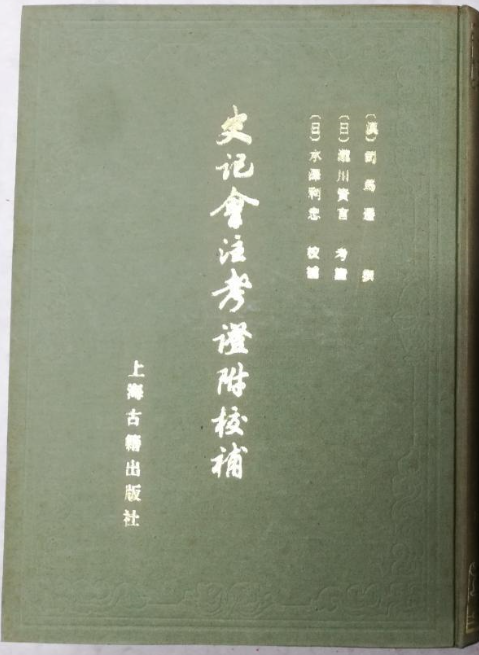 〔漢〕司馬遷 撰
〔日〕瀧川資言 考證
〔日〕水澤利忠 校補
史记會注考證附校補
上海古籍出版社